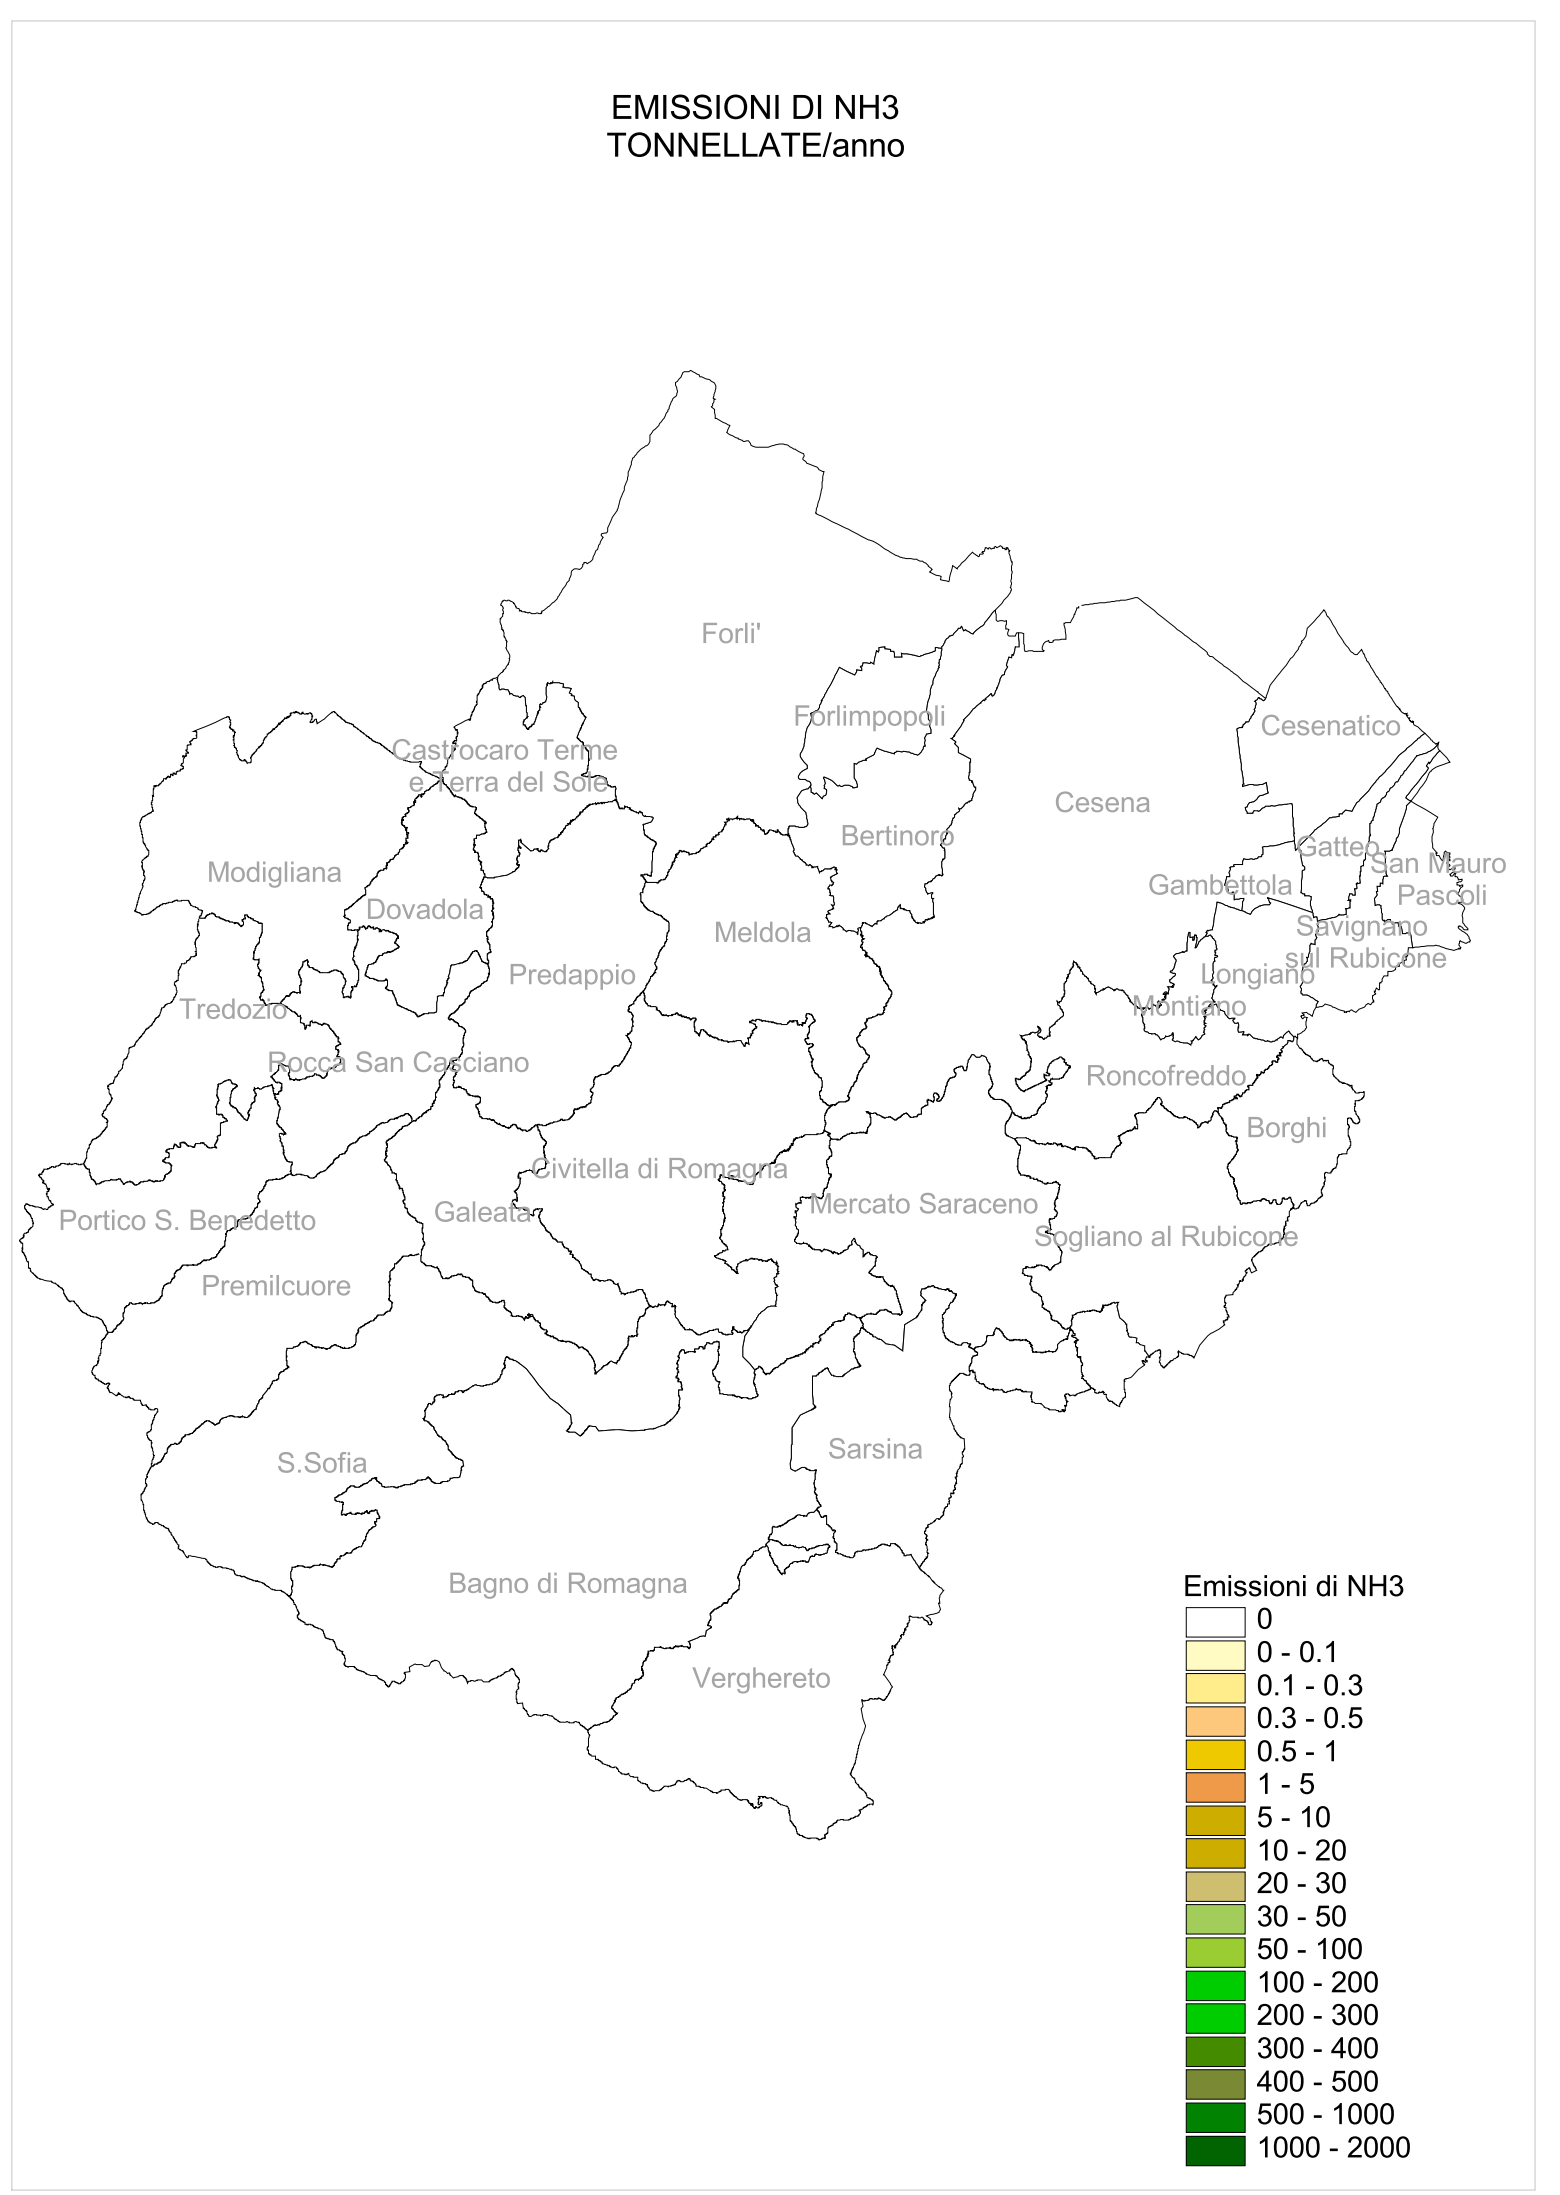 EMISSIONI DI NH3
TONNELLATE/anno
Forli'
Forlimpopoli
Cesenatico
Castrocaro Terme
e Terra del Sole
Cesena
Bertinoro
Gatteo
San Mauro
Pascoli
Modigliana
Gambettola
Dovadola
Meldola
Savignano
sul Rubicone
Predappio
Longiano
Tredozio
Montiano
Rocca San Casciano
Roncofreddo
Borghi
Civitella di Romagna
Portico S. Benedetto
Galeata
Mercato Saraceno
Sogliano al Rubicone
Premilcuore
S.Sofia
Sarsina
Bagno di Romagna
Verghereto
Emissioni di NH3
0
0 - 0.1
0.1 - 0.3
0.3 - 0.5
0.5 - 1
1 - 5
5 - 10
10 - 20
20 - 30
30 - 50
50 - 100
100 - 200
200 - 300
300 - 400
400 - 500
500 - 1000
1000 - 2000